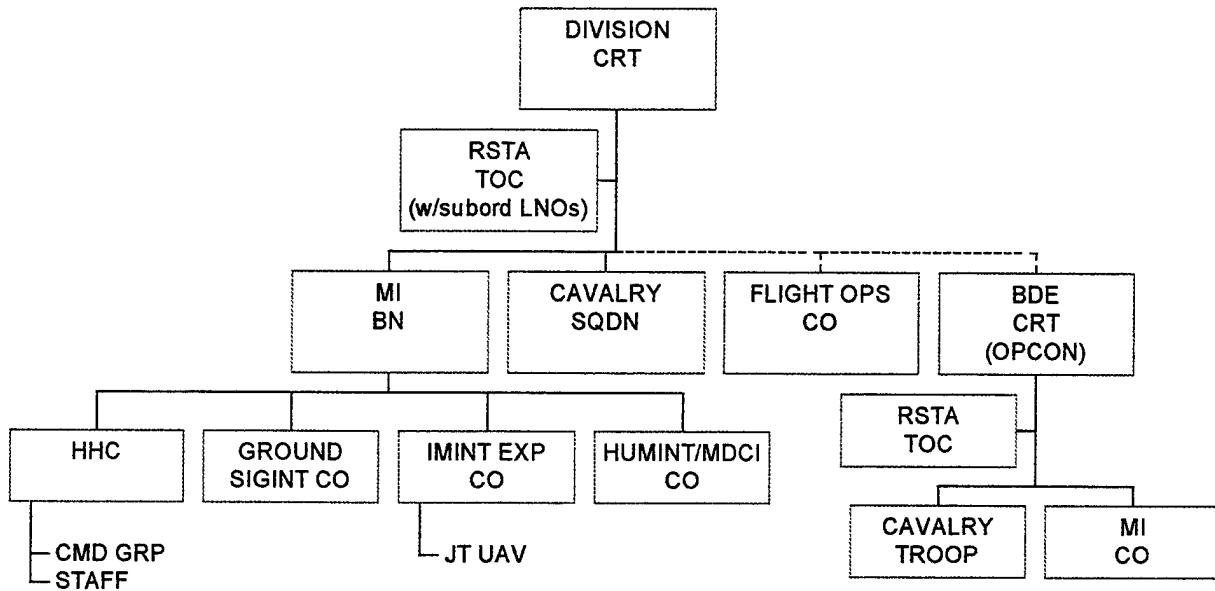 DIVISION
CRT
RSTA
TOC
(w/subord LNOs)
MI
BN
CAVALRY
SQDN
FLIGHT OPS
CO
BDE
CRT
(OPCON)
HHC
GROUND
SIGINT CO
IMINT EXP
CO
HUMINT/MDCI
CO
RSTA
TOC
CMD GRP
STAFF
JT UAV
CAVALRY
TROOP
MI
CO